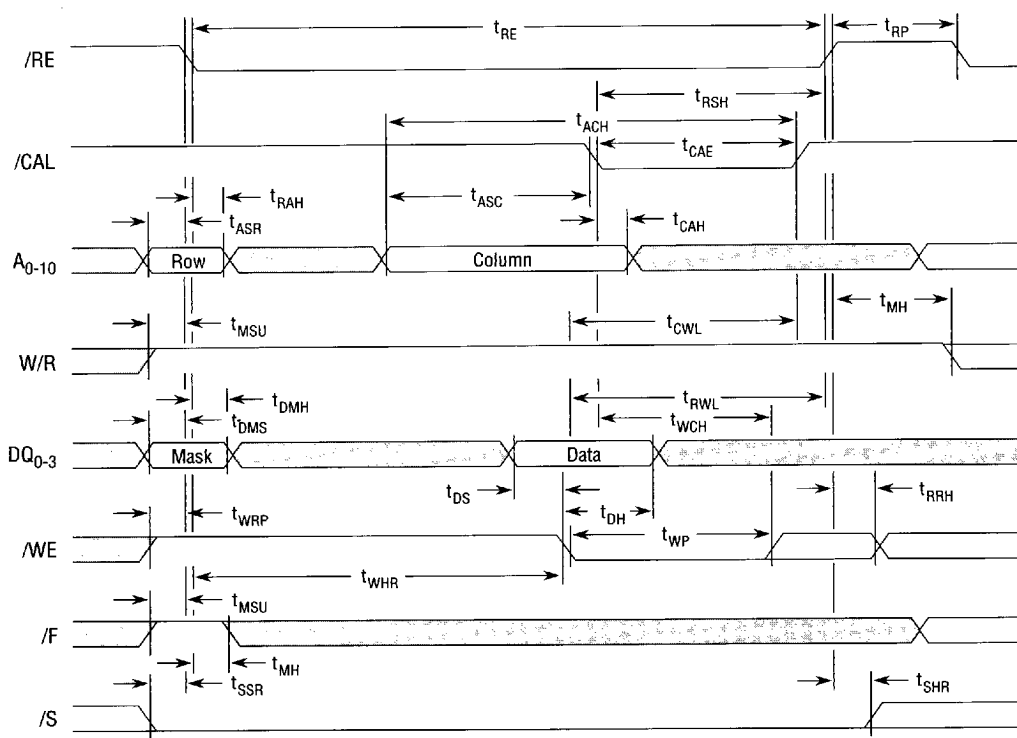 t_RE
t_RP
/RE
t_RSH
t_ACH
/CAL
t_CAE
t_RAH
t_ASC
t_ASR
t_CAH
A_0-10
Row
Column
t_MH
t_MSU
t_CWL
W/R
t_DMH
t_RWL
t_DMS
t_WCH
DQ_0-3
Mask
Data
t_DS
t_DH
t_RRH
t_WRP
t_WP
/WE
t_WHR
t_MSU
/F
t_MH
t_SSR
t_SHR
/S